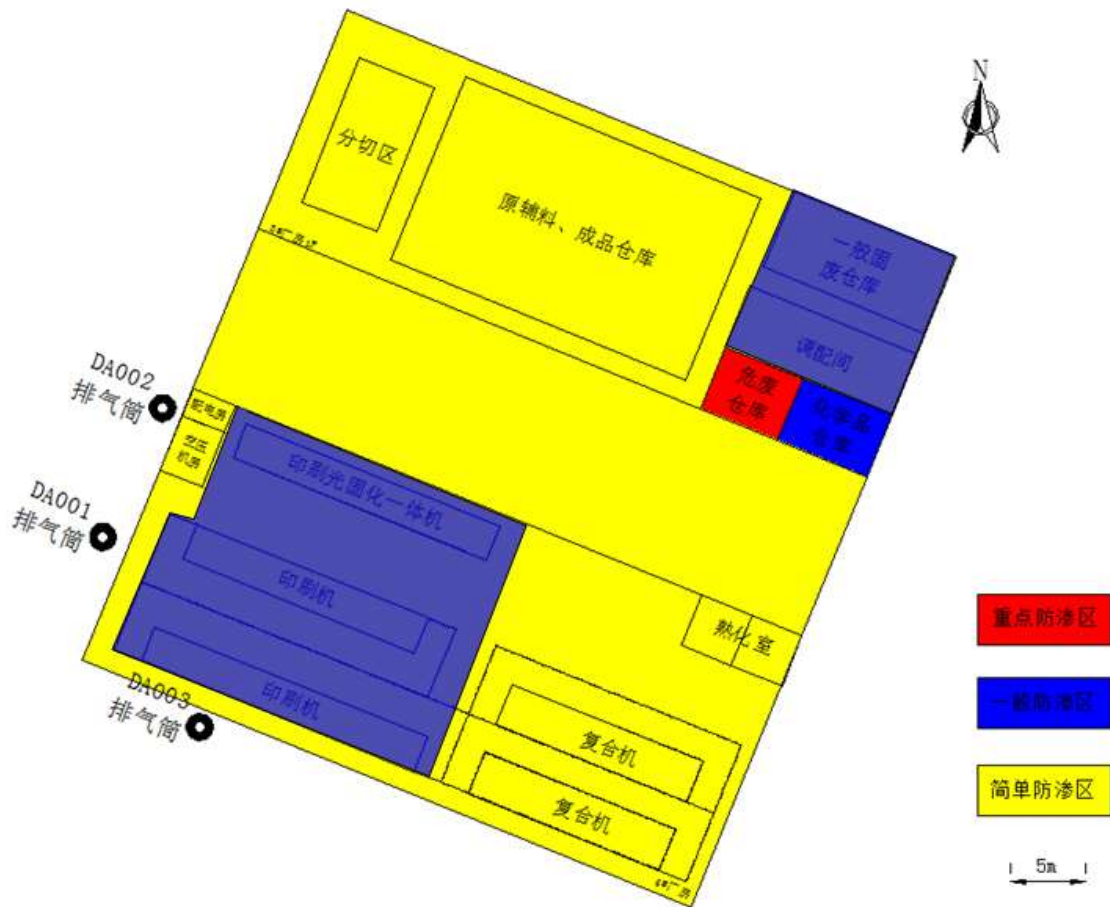 N
分切区
原辅料、成品仓库
一般固
废仓库
调配间
危废
仓库
化学品
仓库
DA002
排气筒
配电房
空压
机房
DA001
排气筒
印刷光固化一体机
印刷机
印刷机
DA003
排气筒
熟化室
复合机
复合机
重点防渗区
一般防渗区
简单防渗区
5m